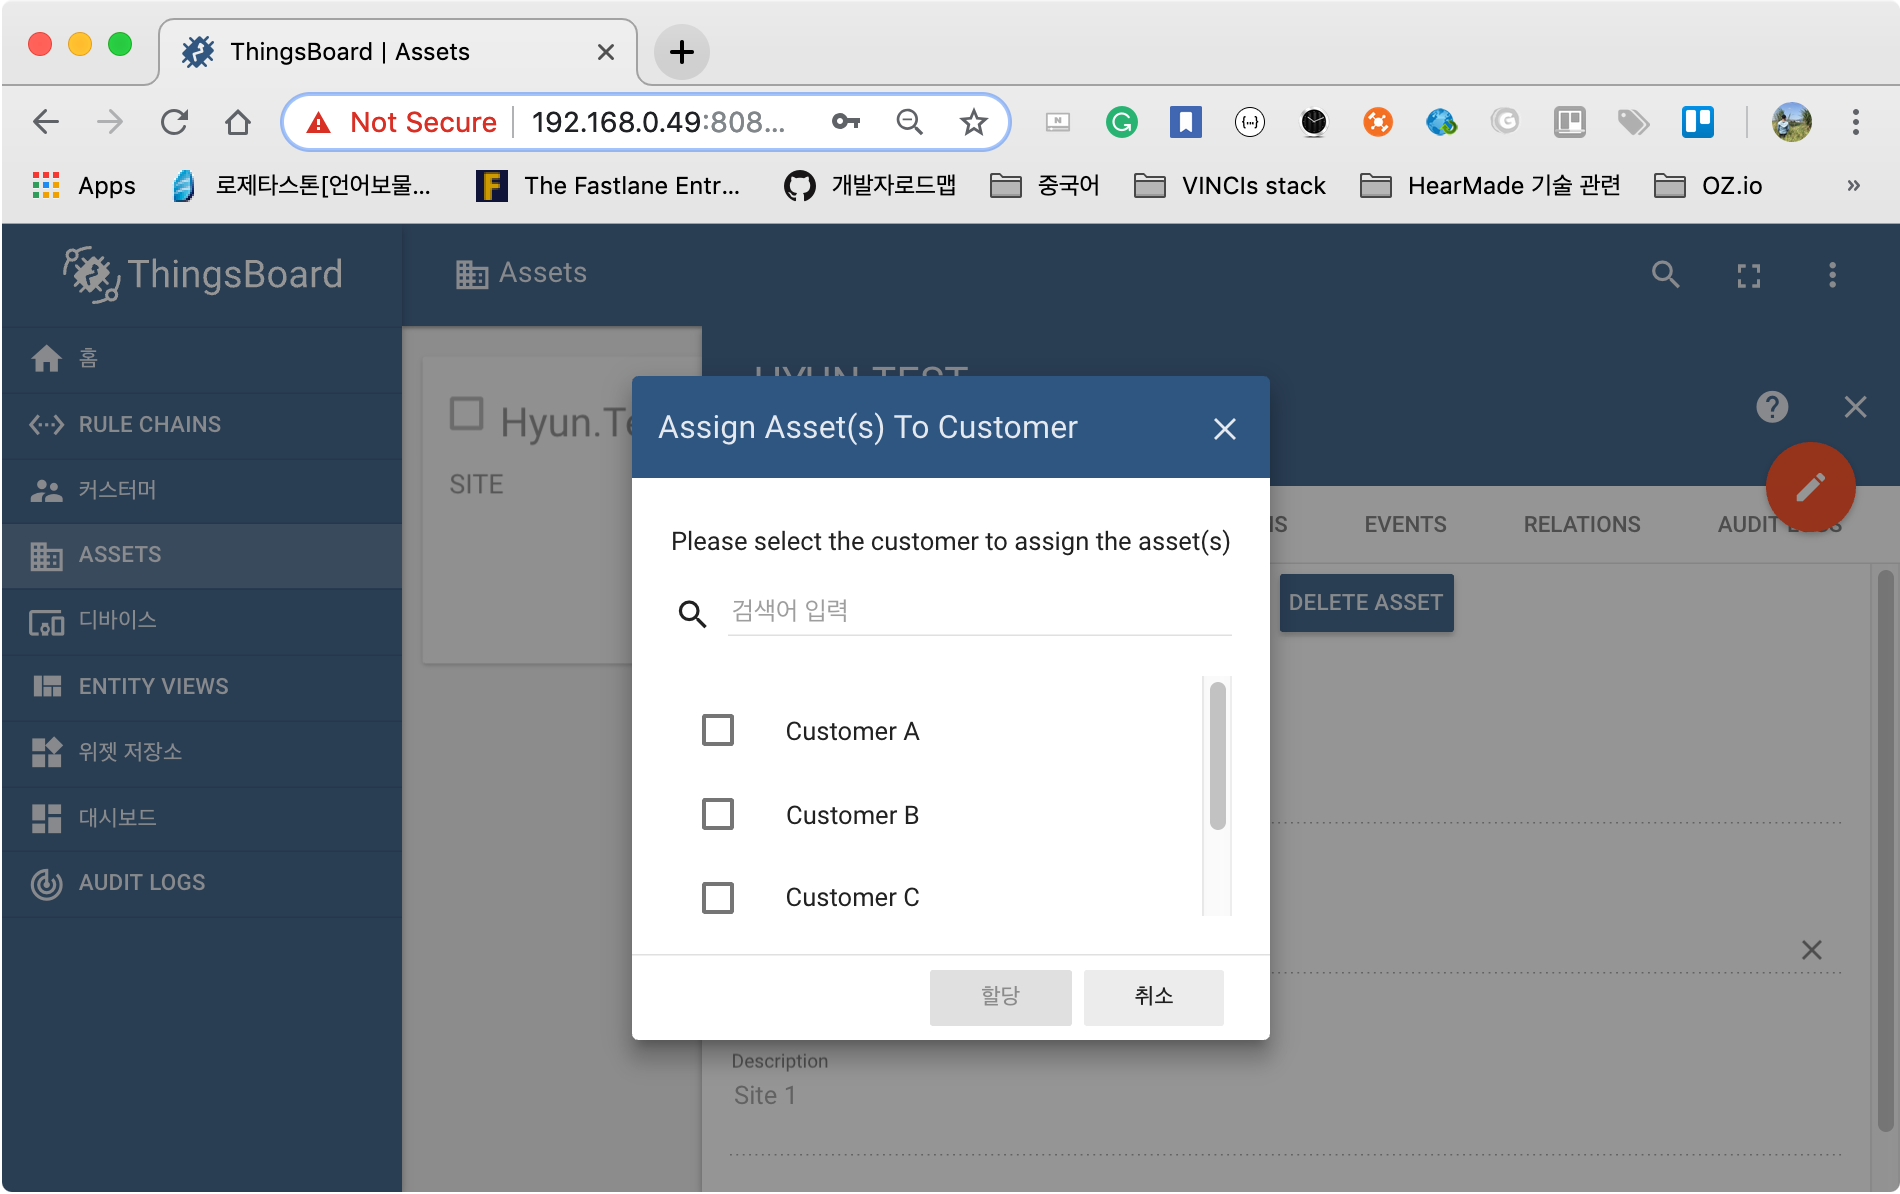 ThingsBoard | Assets
Not Secure
192.168.0.49:808...
Apps
로제타스톤[언어보물...
The Fastlane Entr...
개발자로드맵
중국어
VINCIs stack
HearMade 기술 관련
OZ.io
»
ThingsBoard
Assets
홈
RULE CHAINS
커스터머
ASSETS
디바이스
ENTITY VIEWS
위젯 저장소
대시보드
AUDIT LOGS
Hyun.Te
SITE
HYUN.TEST
EVENTS
RELATIONS
AUDIT
DELETE ASSET
Assign Asset(s) To Customer
Please select the customer to assign the asset(s)
검색어 입력
Customer A
Customer B
Customer C
할당
취소
Description
Site 1